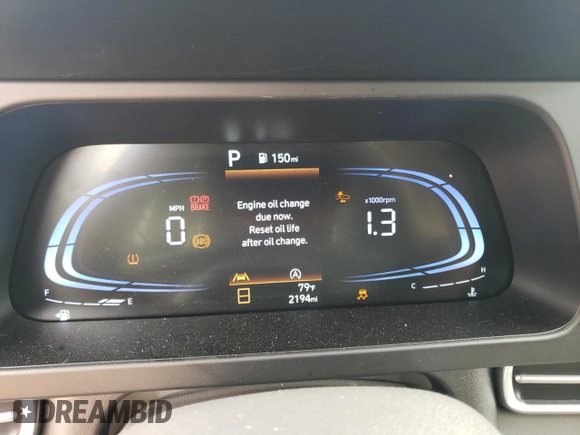 P 150mi
Engine oil change
due now.
Reset oil life
after oil change.
MPH
0
BRAKE
ABS
x1000rpm
1.3
A
79°F
2194mi
F E
C H
DREAMBID